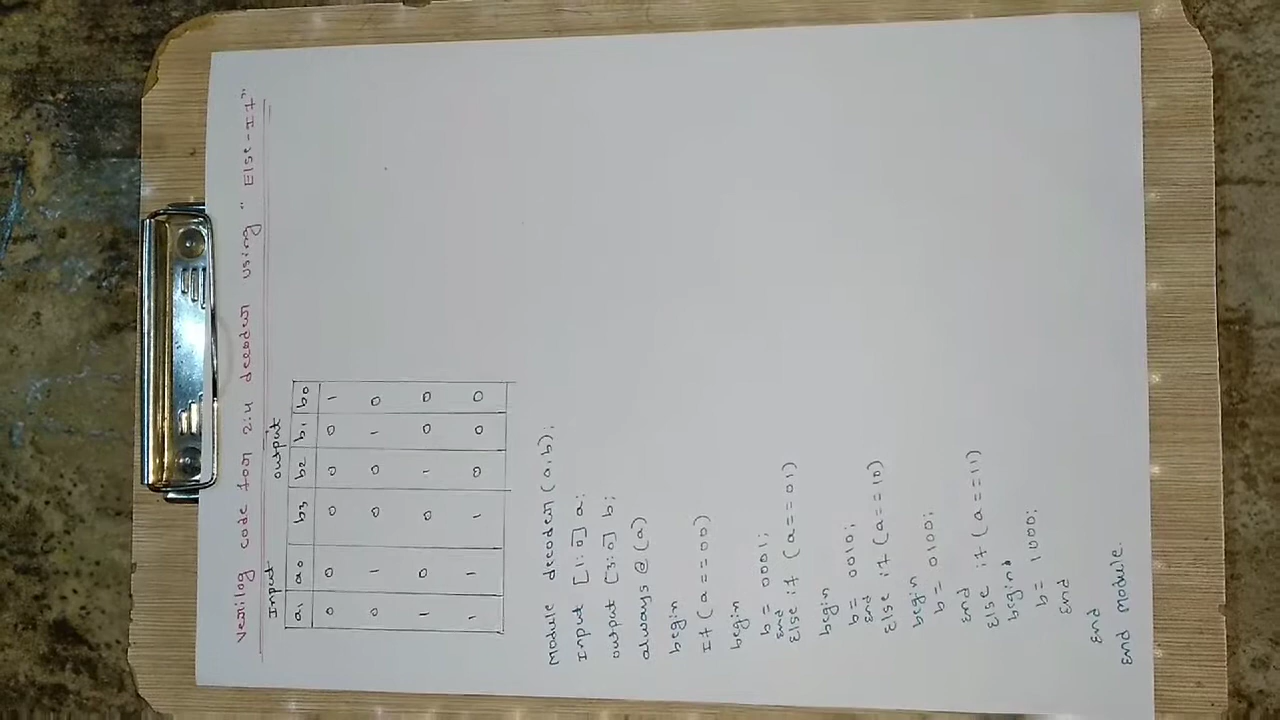 Verilog code for 2:4 decoder using "Else-If"
Input output
a1 a0 b3 b2 b1 b0
0 0 0 0 0 1
0 1 0 0 1 0
1 0 0 1 0 0
1 1 1 0 0 0
Module decoder (a,b);
Input [1:0] a;
output [3:0] b;
always @ (a)
begin
If (a==00)
begin
b= 0001;
End
Else if (a==01)
begin
b= 0010;
End
Else if (a==10)
begin
b= 0100;
End
Else if (a==11)
begin
b= 1000;
End
End
End module.